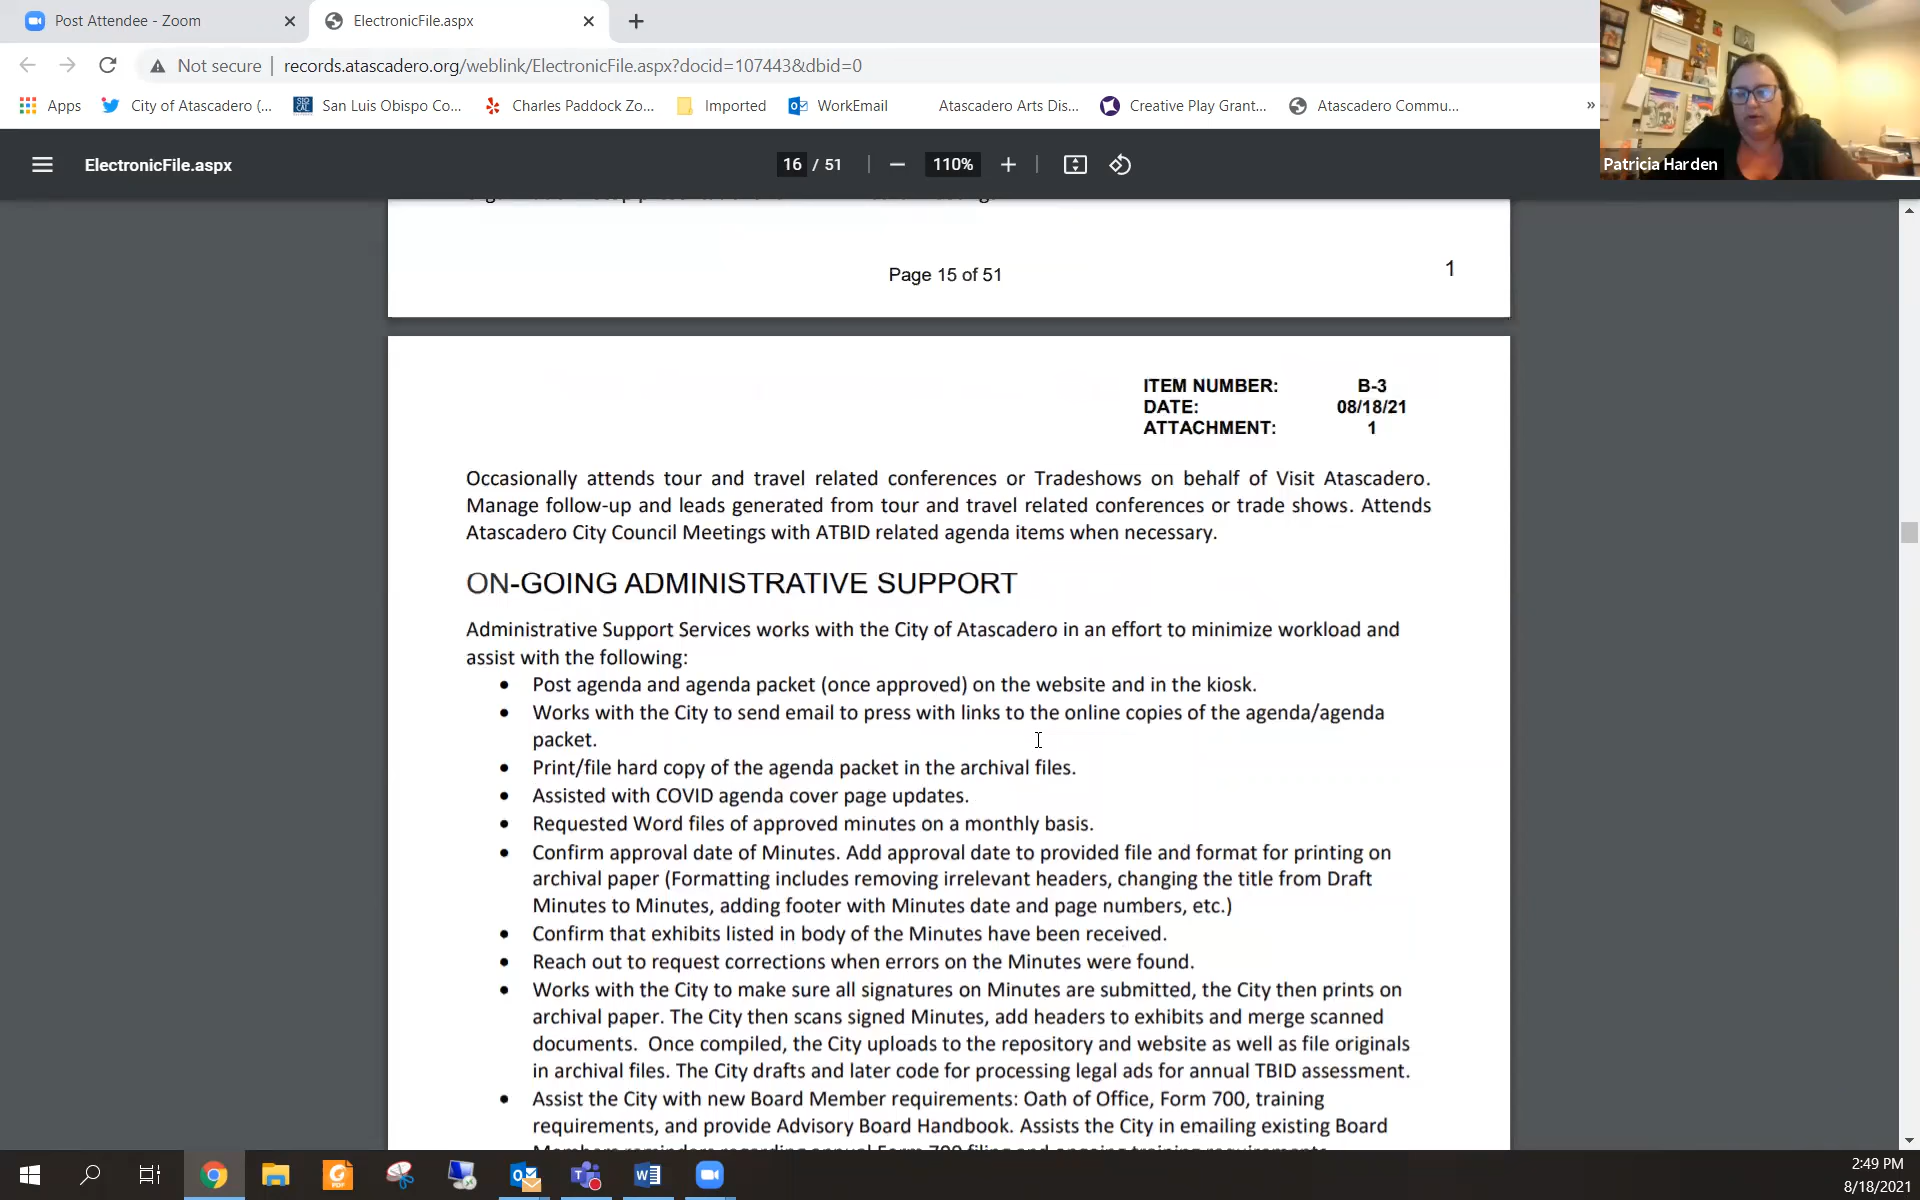 Post Attendee - Zoom
ElectronicFile.aspx
Not secure
records.atascadero.org/weblink/ElectronicFile.aspx?docid=107443&dbid=0
Apps
City of Atascadero (...
San Luis Obispo Co...
Charles Paddock Zo...
Imported
WorkEmail
Atascadero Arts Dis...
Creative Play Grant...
Atascadero Commu...
»
Patricia Harden
ElectronicFile.aspx
16 / 51
110%
Page 15 of 51
1
ITEM NUMBER: B-3
DATE: 08/18/21
ATTACHMENT: 1
Occasionally attends tour and travel related conferences or Tradeshows on behalf of Visit Atascadero.
Manage follow-up and leads generated from tour and travel related conferences or trade shows. Attends
Atascadero City Council Meetings with ATBID related agenda items when necessary.
ON-GOING ADMINISTRATIVE SUPPORT
Administrative Support Services works with the City of Atascadero in an effort to minimize workload and
assist with the following:
• Post agenda and agenda packet (once approved) on the website and in the kiosk.
• Works with the City to send email to press with links to the online copies of the agenda/agenda
packet.
• Print/file hard copy of the agenda packet in the archival files.
• Assisted with COVID agenda cover page updates.
• Requested Word files of approved minutes on a monthly basis.
• Confirm approval date of Minutes. Add approval date to provided file and format for printing on
archival paper (Formatting includes removing irrelevant headers, changing the title from Draft
Minutes to Minutes, adding footer with Minutes date and page numbers, etc.)
• Confirm that exhibits listed in body of the Minutes have been received.
• Reach out to request corrections when errors on the Minutes were found.
• Works with the City to make sure all signatures on Minutes are submitted, the City then prints on
archival paper. The City then scans signed Minutes, add headers to exhibits and merge scanned
documents. Once compiled, the City uploads to the repository and website as well as file originals
in archival files. The City drafts and later code for processing legal ads for annual TBID assessment.
• Assist the City with new Board Member requirements: Oath of Office, Form 700, training
requirements, and provide Advisory Board Handbook. Assists the City in emailing existing Board
Members reminders regarding annual Form 700 filing and ongoing training requirements.
2:49 PM
8/18/2021